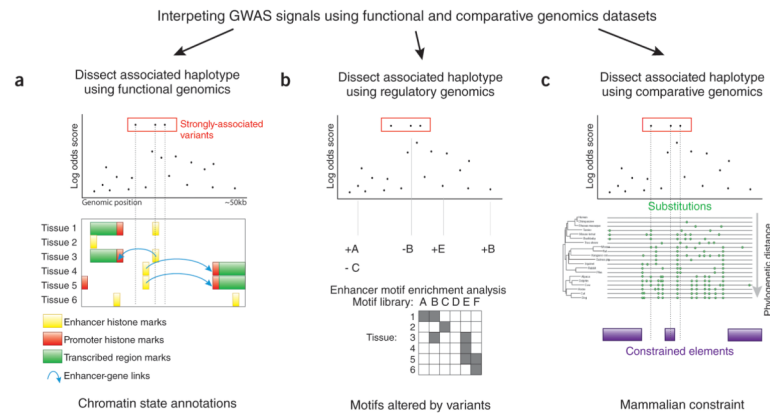 Interpeting GWAS signals using functional and comparative genomics datasets
a
Dissect associated haplotype
using functional genomics
Log odds score
Strongly-associated
variants
Genomic position
~50kb
Tissue 1
Tissue 2
Tissue 3
Tissue 4
Tissue 5
Tissue 6
Enhancer histone marks
Promoter histone marks
Transcribed region marks
Enhancer-gene links
Chromatin state annotations
b
Dissect associated haplotype
using regulatory genomics
Log odds score
+A -B +E +B
- C
Enhancer motif enrichment analysis
Motif library: A B C D E F
Tissue:
1
2
3
4
5
6
Motifs altered by variants
c
Dissect associated haplotype
using comparative genomics
Log odds score
Substitutions
Phylogenetic distance
Constrained elements
Mammalian constraint